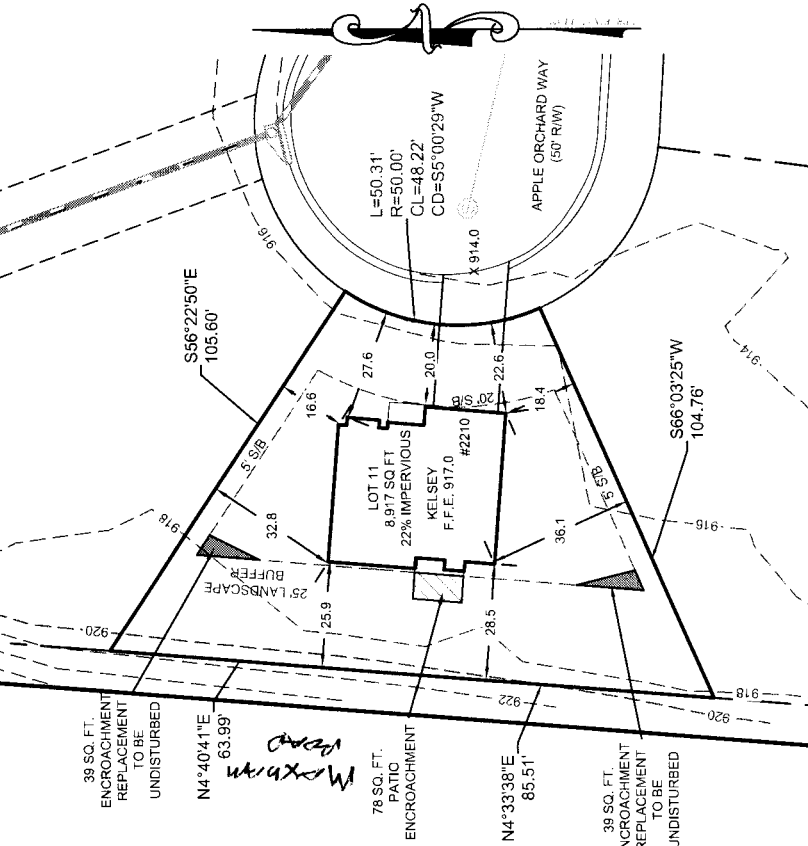 APPLE ORCHARD WAY
(50' R/W)
L=50.31'
R=50.00'
CL=48.22'
CD=S5°00'29"W
X 914.0
916
S56°22'50"E
105.60'
27.6
20.0
22.6
16.6
18.4
20' S/B
5' S/B
914
LOT 11
8,917 SQ FT
22% IMPERVIOUS
KELSEY
F.F.E. 917.0
#2210
S66°03'25"W
104.76'
5' S/B
918
32.8
36.1
916
25' LANDSCAPE
BUFFER
25.9
28.5
920
922
920
918
39 SQ. FT.
ENCROACHMENT
REPLACEMENT
TO BE
UNDISTURBED
N4°40'41"E
63.99'
78 SQ. FT.
PATIO
ENCROACHMENT
N4°33'38"E
85.51'
39 SQ. FT.
NCROACHMENT
REPLACEMENT
TO BE
UNDISTURBED
ROAD